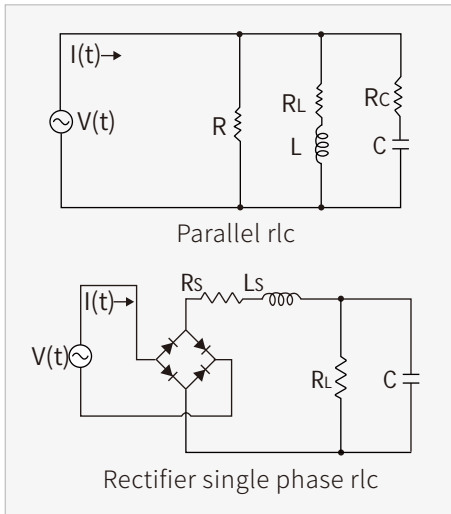 I(t)
V(t)
R
RL
L
RC
C
Parallel rlc
RS LS
I(t)
V(t)
RL
C
Rectifier single phase rlc